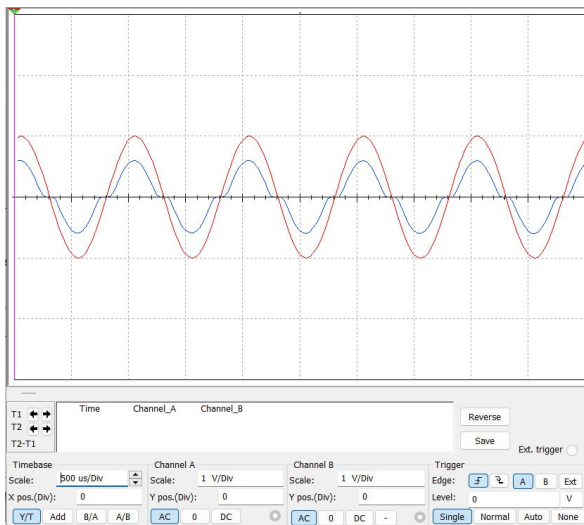 Time Channel_A Channel_B
T1
T2
T2-T1
Reverse
Save
Ext. trigger
Timebase
Scale: 500 us/Div
X pos.(Div): 0
Y/T Add B/A A/B
Channel A
Scale: 1 V/Div
Y pos.(Div): 0
AC 0 DC
Channel B
Scale: 1 V/Div
Y pos.(Div): 0
AC 0 DC -
Trigger
Edge: A B Ext
Level: 0 V
Single Normal Auto None